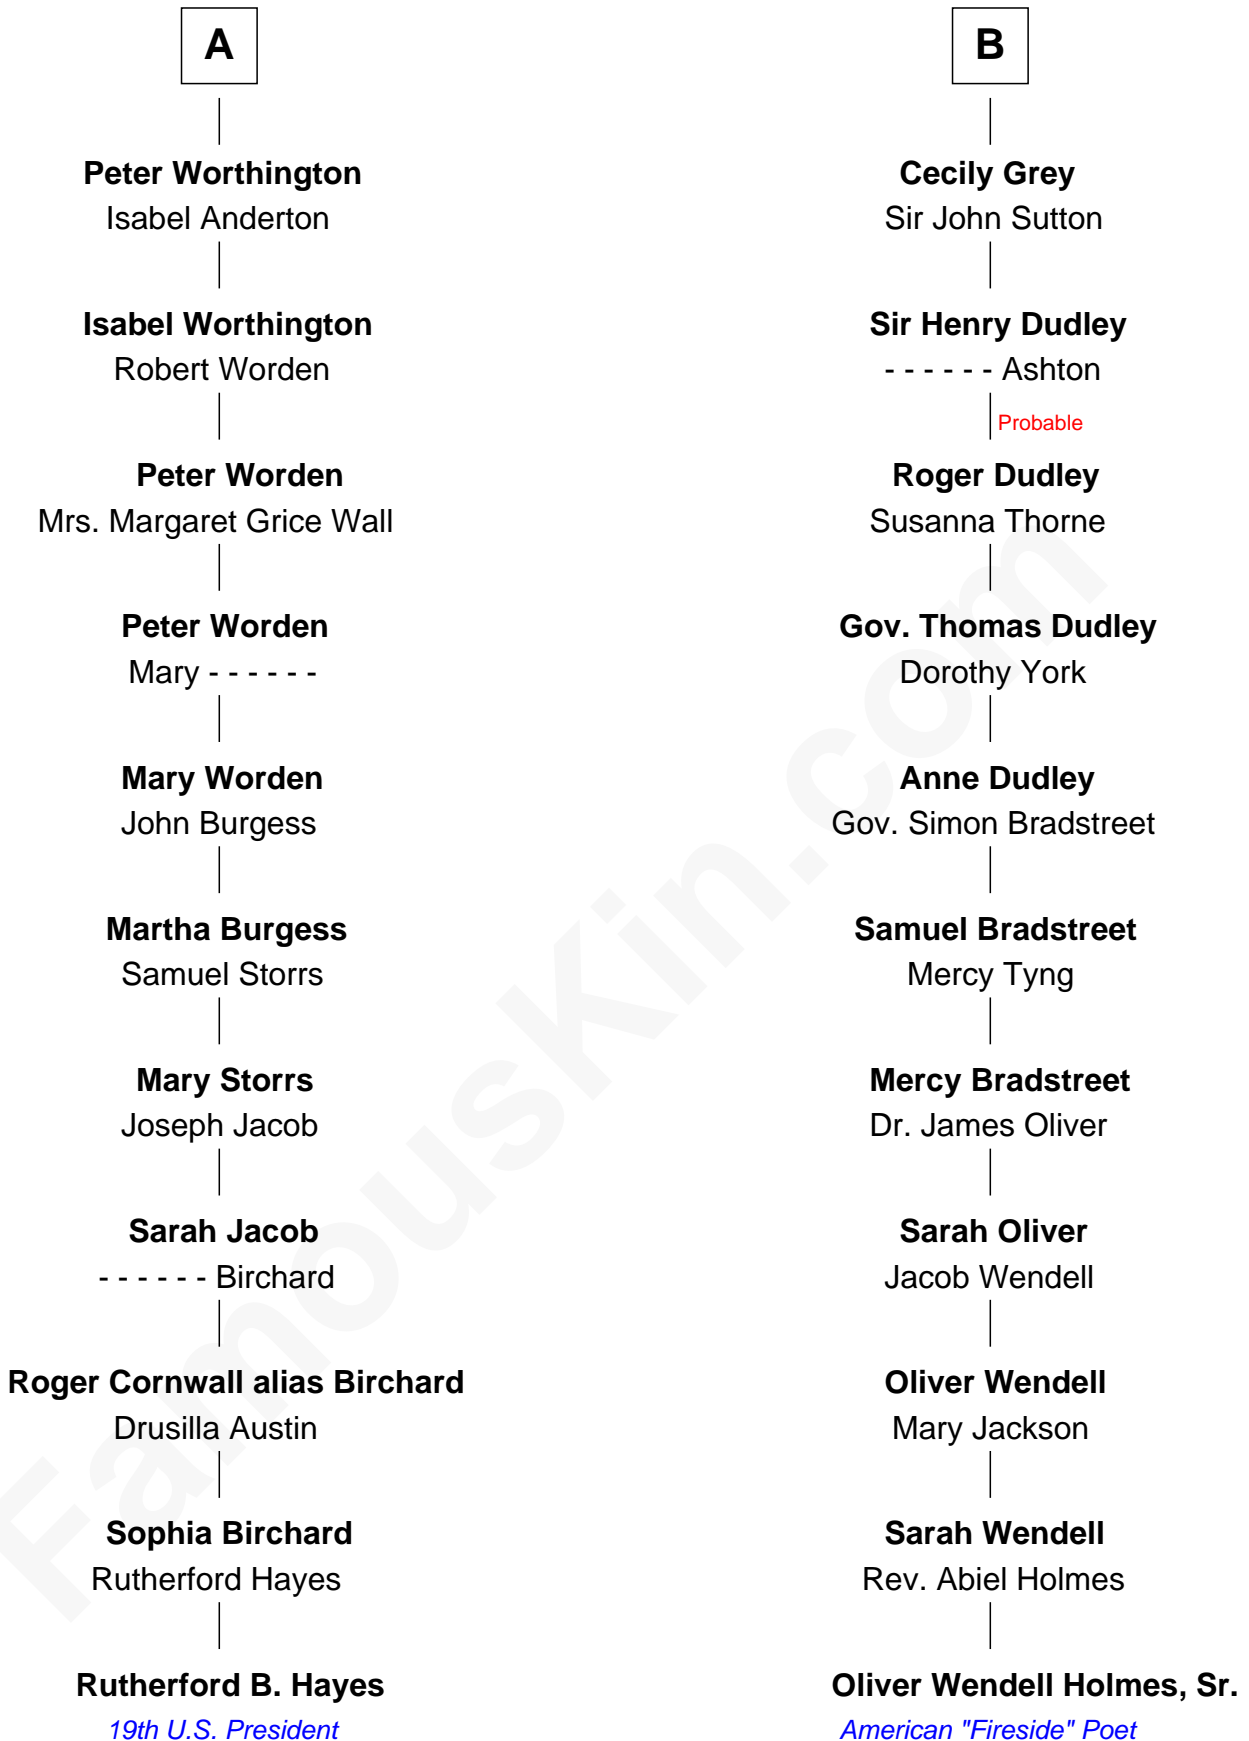 A
Peter Worthington
Isabel Anderton
Isabel Worthington
Robert Worden
Peter Worden
Mrs. Margaret Grice Wall
Peter Worden
Mary - - - - - -
Mary Worden
John Burgess
Martha Burgess
Samuel Storrs
Mary Storrs
Joseph Jacob
Sarah Jacob
- - - - - - Birchard
Roger Cornwall alias Birchard
Drusilla Austin
Sophia Birchard
Rutherford Hayes
Rutherford B. Hayes
19th U.S. President
B
Cecily Grey
Sir John Sutton
Sir Henry Dudley
- - - - - - Ashton
Probable
Roger Dudley
Susanna Thorne
Gov. Thomas Dudley
Dorothy York
Anne Dudley
Gov. Simon Bradstreet
Samuel Bradstreet
Mercy Tyng
Mercy Bradstreet
Dr. James Oliver
Sarah Oliver
Jacob Wendell
Oliver Wendell
Mary Jackson
Sarah Wendell
Rev. Abiel Holmes
Oliver Wendell Holmes, Sr.
American "Fireside" Poet
FamousKin.com